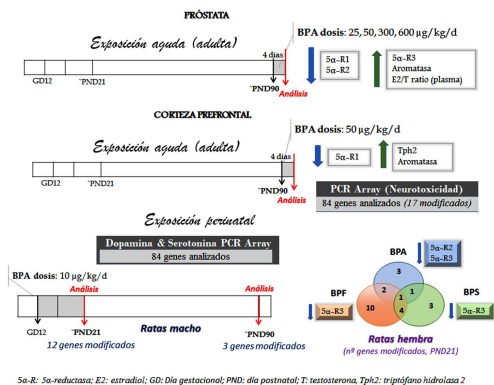 PRÓSTATA
Exposición aguda (adulta)
BPA dosis: 25, 50, 300, 600 µg/kg/d
4 días
5α-R1
5α-R2
5α-R3
Aromatasa
E2/T ratio (plasma)
GD12
*PND21
*PND90
Análisis
CORTEZA PREFRONTAL
Exposición aguda (adulta)
BPA dosis: 50 µg/kg/d
4 días
5α-R1
Tph2
Aromatasa
GD12
*PND21
*PND90
Análisis
PCR Array (Neurotoxicidad)
84 genes analizados (17 modificados)
Exposición perinatal
Dopamina & Serotonina PCR Array
84 genes analizados
BPA dosis: 10 µg/kg/d
Análisis
Análisis
GD12
*PND21
Ratas macho
*PND90
12 genes modificados
3 genes modificados
BPA
5α-R2
5α-R3
3
BPF
2
1
BPS
5α-R3
10
1
3
5α-R3
4
Ratas hembra
(nº genes modificados, PND21)
5α-R: 5α-reductasa; E2: estradiol; GD: Día gestacional; PND: día postnatal; T: testosterona, Tph2: triptófano hidrolasa 2